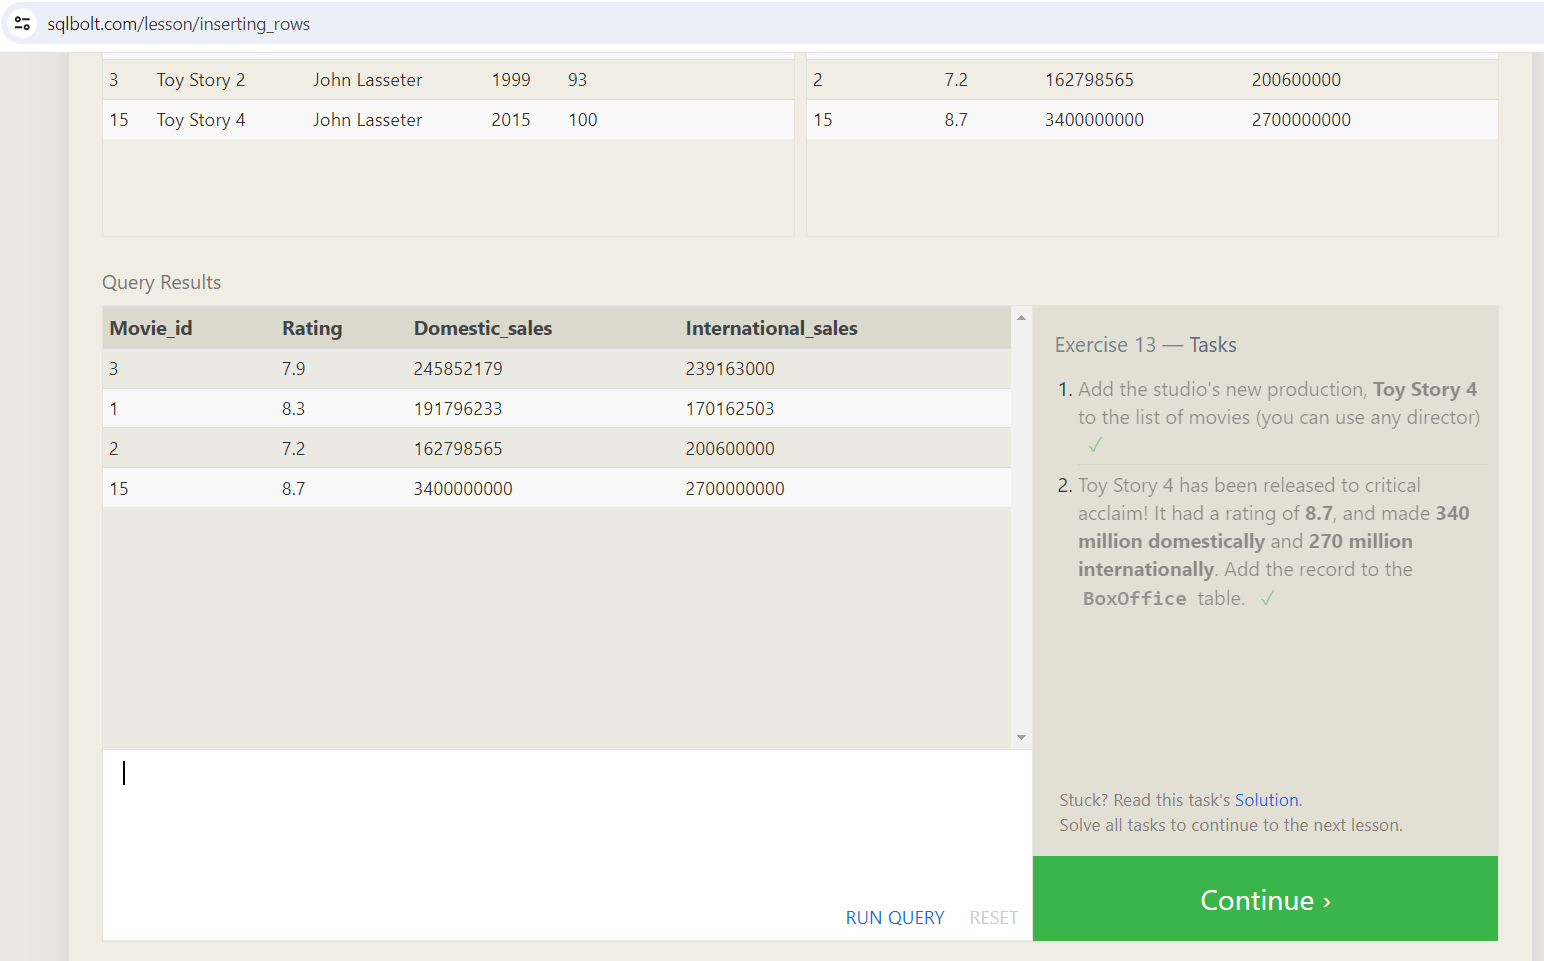 sqlbolt.com/lesson/inserting_rows
3 Toy Story 2 John Lasseter 1999 93
15 Toy Story 4 John Lasseter 2015 100
2 7.2 162798565 200600000
15 8.7 3400000000 2700000000
Query Results
Movie_id Rating Domestic_sales International_sales
3 7.9 245852179 239163000
1 8.3 191796233 170162503
2 7.2 162798565 200600000
15 8.7 3400000000 2700000000
RUN QUERY RESET
Exercise 13 — Tasks
1. Add the studio's new production, Toy Story 4
to the list of movies (you can use any director)
✓
2. Toy Story 4 has been released to critical
acclaim! It had a rating of 8.7, and made 340
million domestically and 270 million
internationally. Add the record to the
BoxOffice table. ✓
Stuck? Read this task's Solution.
Solve all tasks to continue to the next lesson.
Continue ›